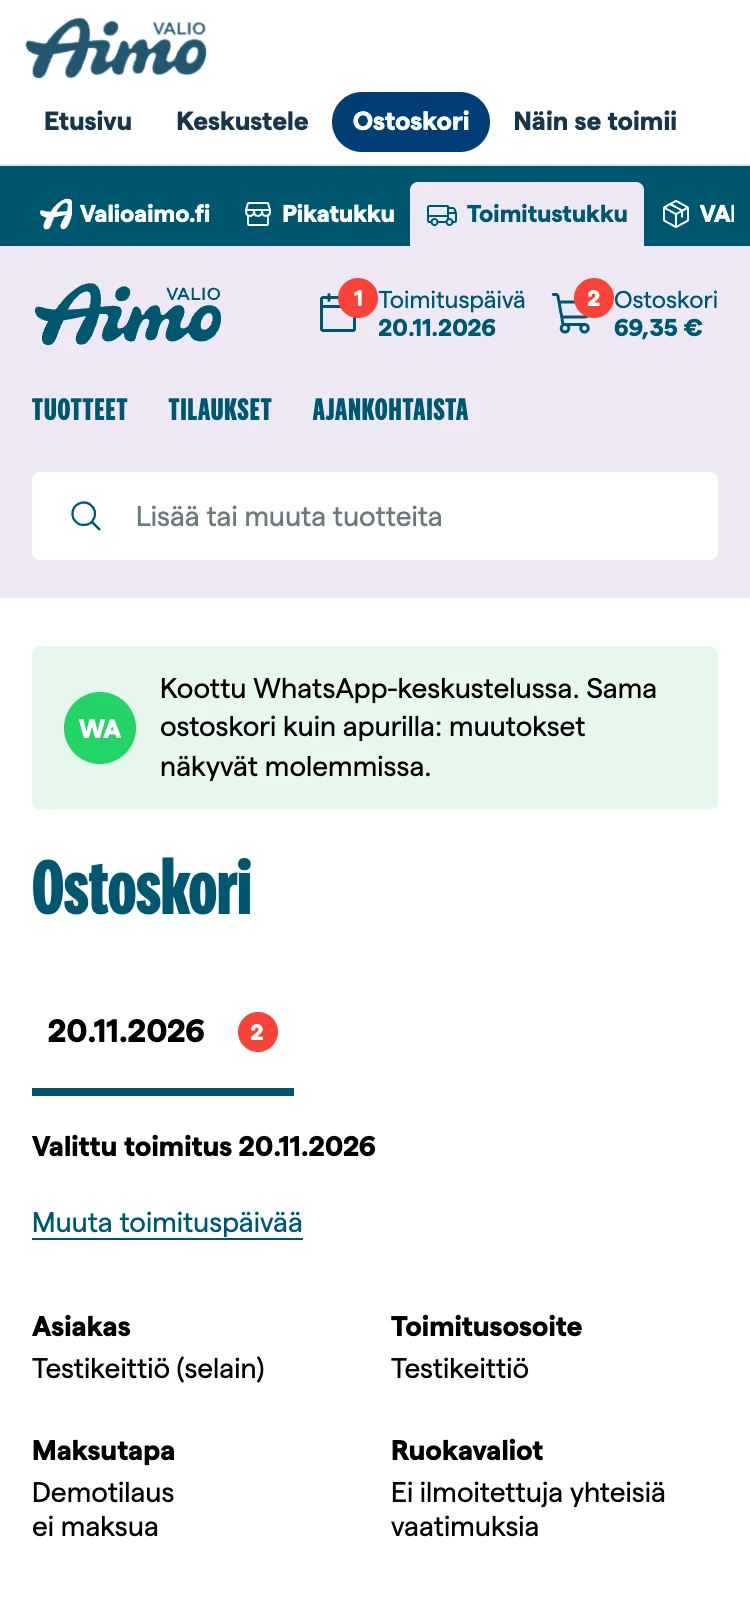 VALIO
Aimo
Etusivu Keskustele Ostoskori Näin se toimii
Valioaimo.fi Pikatukku Toimitustukku VAI
VALIO
Aimo
1 Toimituspäivä
20.11.2026
2 Ostoskori
69,35 €
TUOTTEET TILAUKSET AJANKOHTAISTA
Lisää tai muuta tuotteita
WA
Koottu WhatsApp-keskustelussa. Sama
ostoskori kuin apurilla: muutokset
näkyvät molemmissa.
Ostoskori
20.11.2026 2
Valittu toimitus 20.11.2026
Muuta toimituspäivää
Asiakas
Testikeittiö (selain)
Toimitusosoite
Testikeittiö
Maksutapa
Demotilaus
ei maksua
Ruokavaliot
Ei ilmoitettuja yhteisiä
vaatimuksia